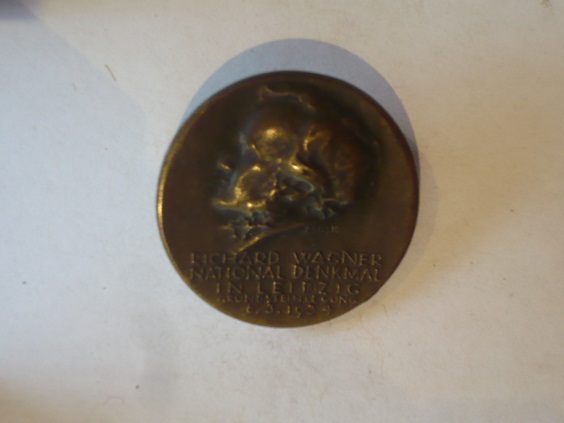 RICHARD WAGNER
NATIONAL DENKMAL
IN LEIPZIG
GRUNDSTEINLEGUNG
6.3.1934